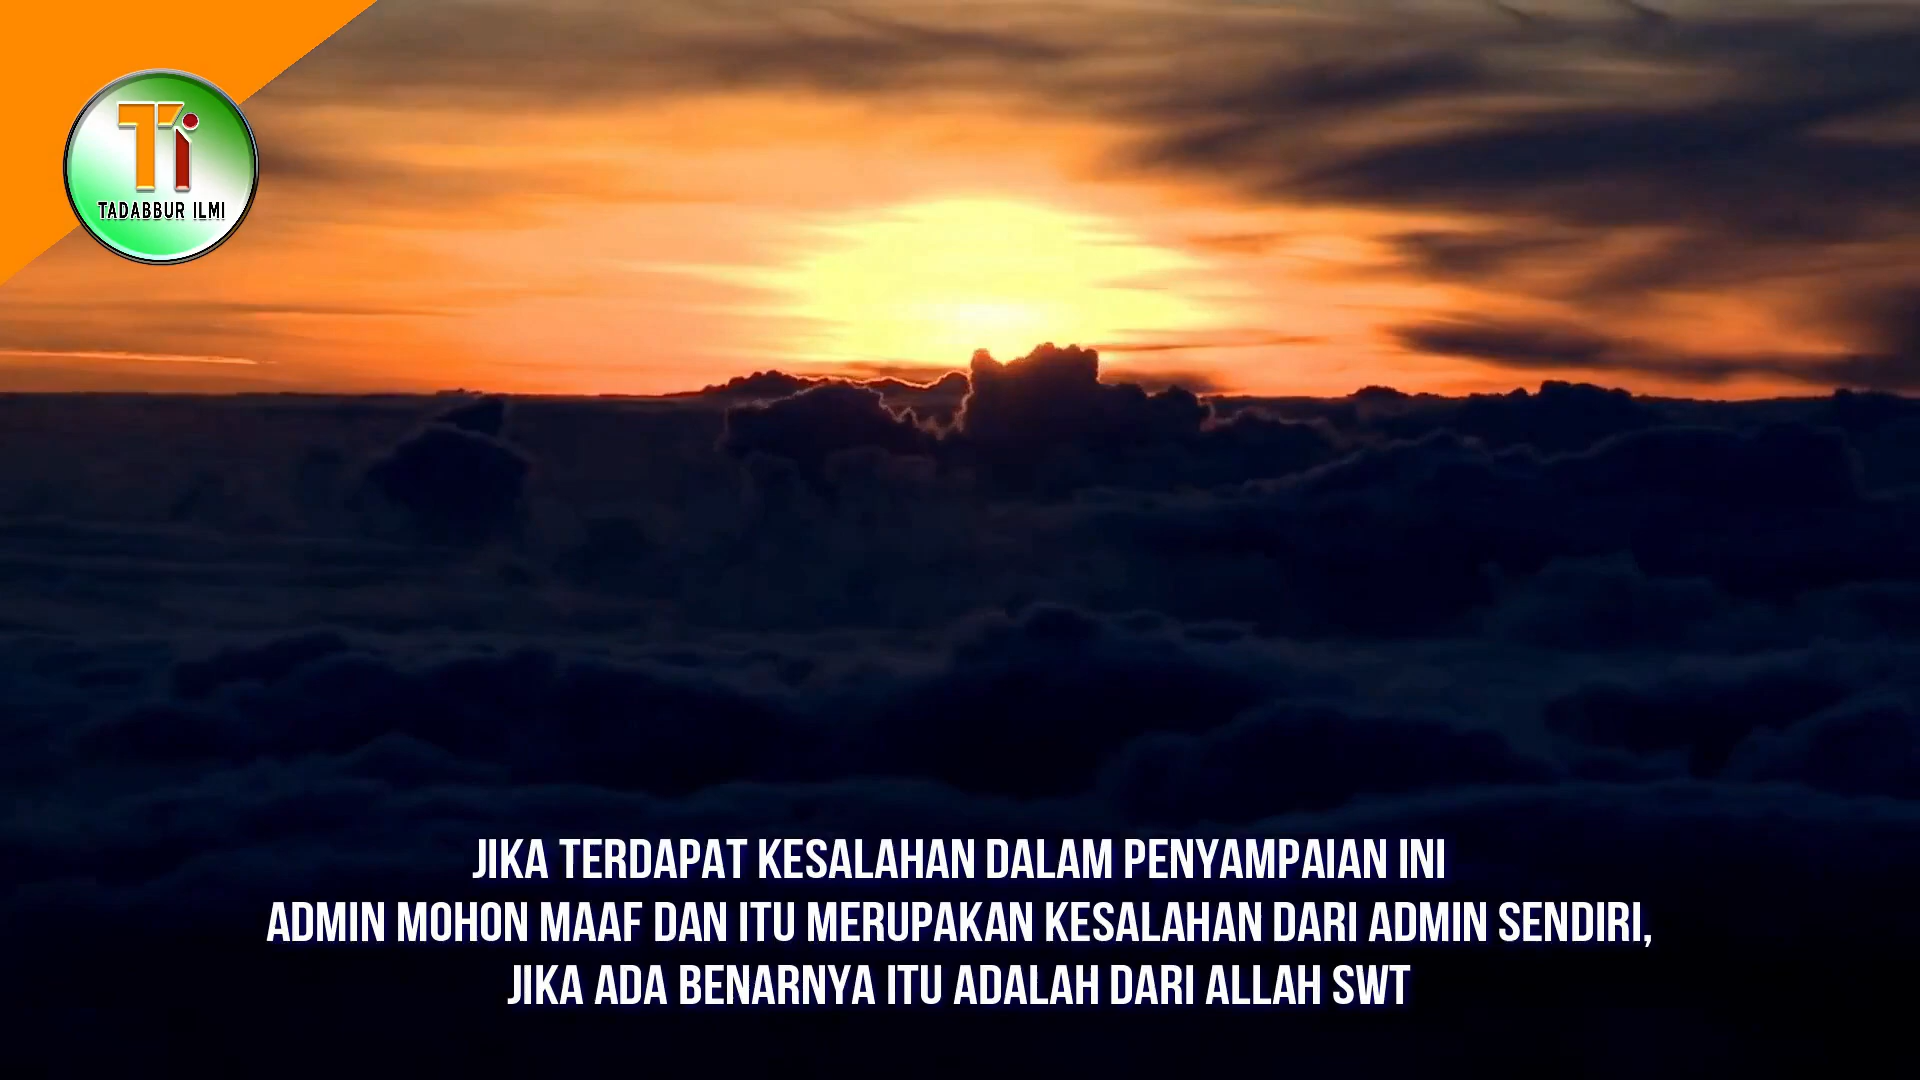 Ti
TADABBUR ILMI
JIKA TERDAPAT KESALAHAN DALAM PENYAMPAIAN INI
ADMIN MOHON MAAF DAN ITU MERUPAKAN KESALAHAN DARI ADMIN SENDIRI,
JIKA ADA BENARNYA ITU ADALAH DARI ALLAH SWT